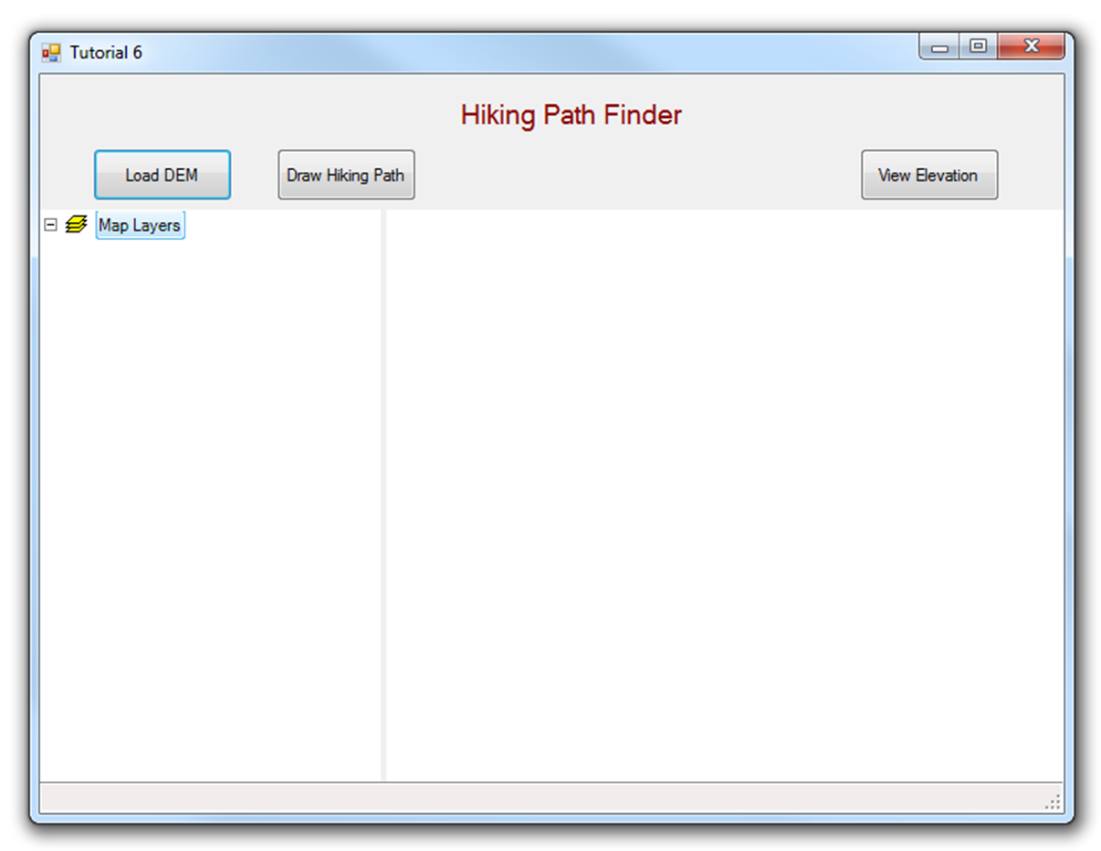 Tutorial 6
Hiking Path Finder
Load DEM
Draw Hiking Path
View Elevation
Map Layers